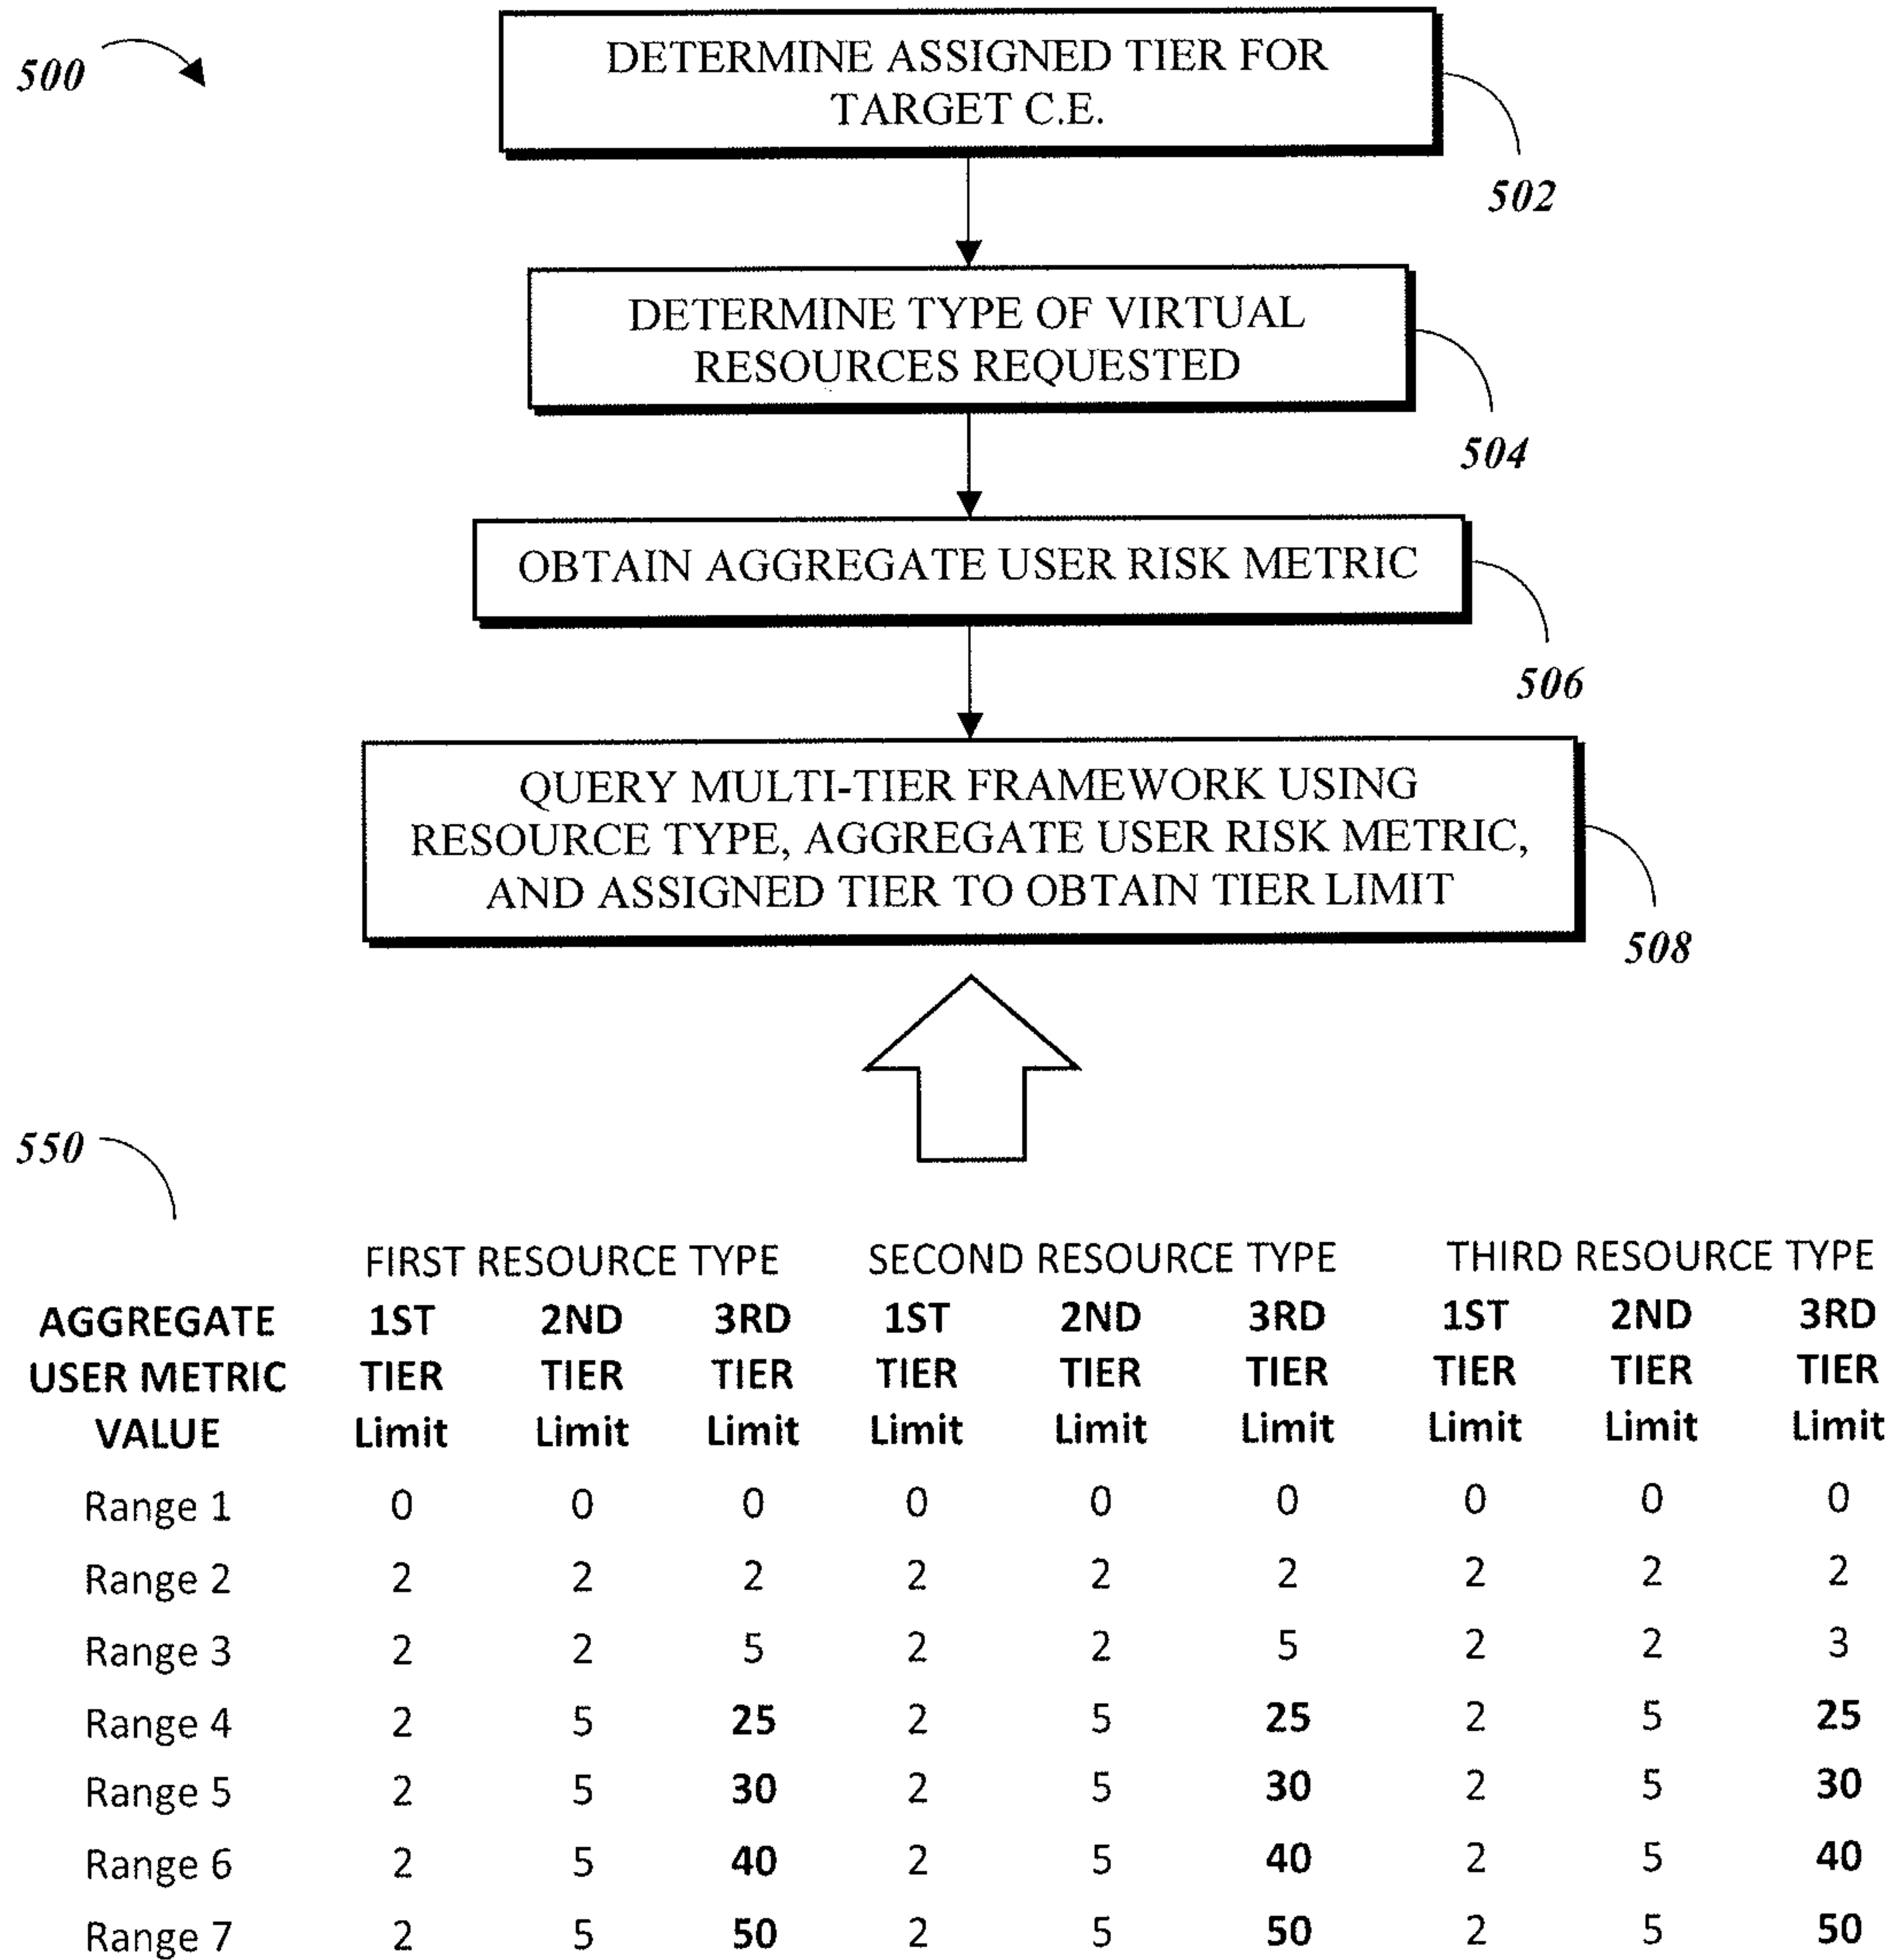 500
DETERMINE ASSIGNED TIER FOR
TARGET C.E.
502
DETERMINE TYPE OF VIRTUAL
RESOURCES REQUESTED
504
OBTAIN AGGREGATE USER RISK METRIC
506
QUERY MULTI-TIER FRAMEWORK USING
RESOURCE TYPE, AGGREGATE USER RISK METRIC,
AND ASSIGNED TIER TO OBTAIN TIER LIMIT
508
550
FIRST RESOURCE TYPE SECOND RESOURCE TYPE THIRD RESOURCE TYPE
AGGREGATE 1ST 2ND 3RD 1ST 2ND 3RD 1ST 2ND 3RD
USER METRIC TIER TIER TIER TIER TIER TIER TIER TIER TIER
VALUE Limit Limit Limit Limit Limit Limit Limit Limit Limit
Range 1 0 0 0 0 0 0 0 0 0
Range 2 2 2 2 2 2 2 2 2 2
Range 3 2 2 5 2 2 5 2 2 3
Range 4 2 5 25 2 5 25 2 5 25
Range 5 2 5 30 2 5 30 2 5 30
Range 6 2 5 40 2 5 40 2 5 40
Range 7 2 5 50 2 5 50 2 5 50